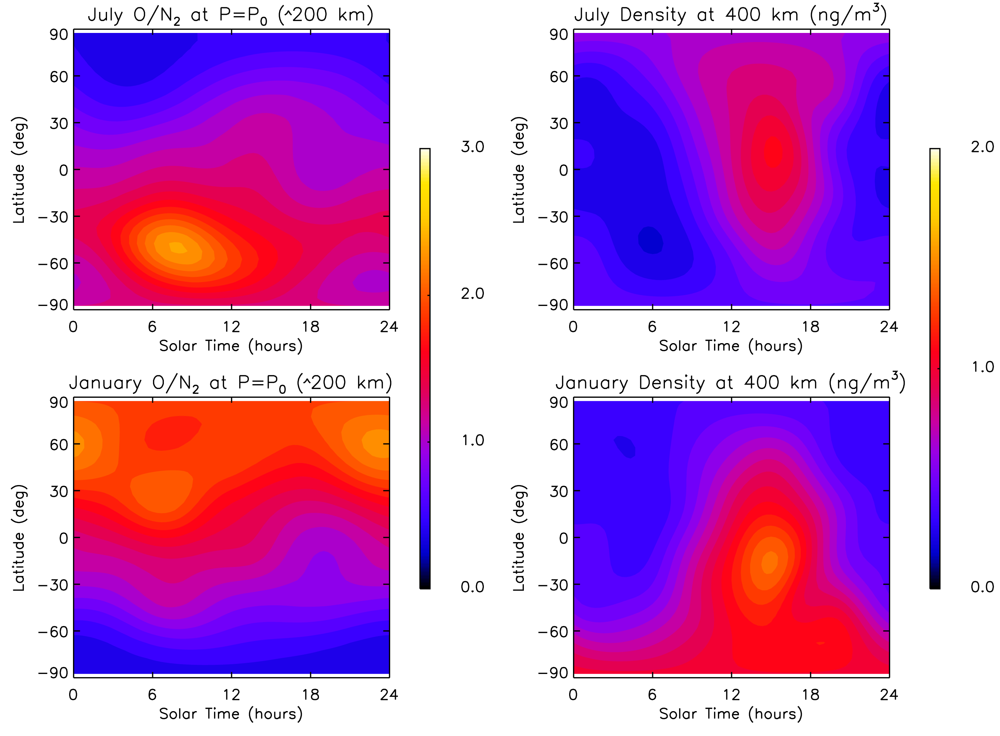 July O/N2 at P=P0 (^200 km)
90
60
30
0
−30
−60
−90
Latitude (deg)
0 6 12 18 24
Solar Time (hours)
July Density at 400 km (ng/m3)
90
60
30
0
−30
−60
−90
Latitude (deg)
0 6 12 18 24
Solar Time (hours)
January O/N2 at P=P0 (^200 km)
90
60
30
0
−30
−60
−90
Latitude (deg)
0 6 12 18 24
Solar Time (hours)
3.0
2.0
1.0
0.0
January Density at 400 km (ng/m3)
90
60
30
0
−30
−60
−90
Latitude (deg)
0 6 12 18 24
Solar Time (hours)
2.0
1.0
0.0